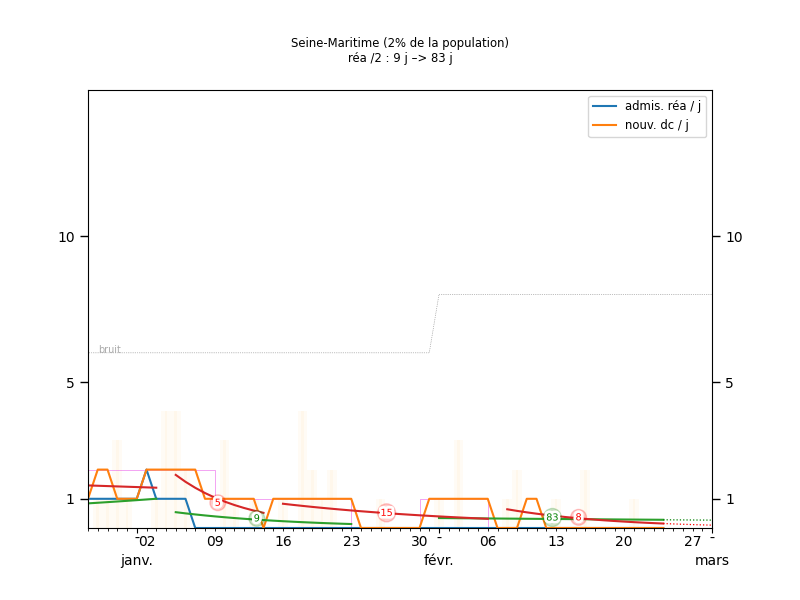 Seine-Maritime (2% de la population)
réa /2 : 9 j –> 83 j
admis. réa / j
nouv. dc / j
10
10
bruit
5
5
1
1
5
9
15
83
8
02 09 16 23 30 06 13 20 27
janv. févr. mars